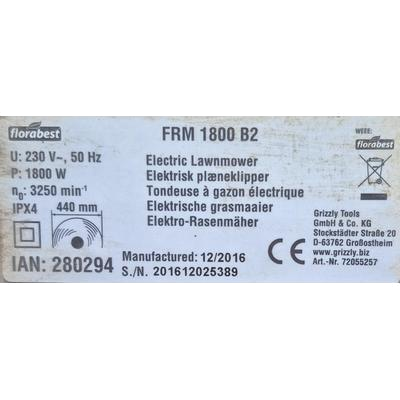 florabest
FRM 1800 B2
WEEE:
florabest
U: 230 V~, 50 Hz
P: 1800 W
n0: 3250 min-1
IPX4
440 mm
Electric Lawnmower
Elektrisk plæneklipper
Tondeuse à gazon électrique
Elektrische grasmaaier
Elektro-Rasenmäher
Grizzly Tools
GmbH & Co. KG
Stockstädter Straße 20
D-63762 Großostheim
www.grizzly.biz
Art.-Nr. 72055257
IAN: 280294
Manufactured: 12/2016
S./N. 201612025389
CE